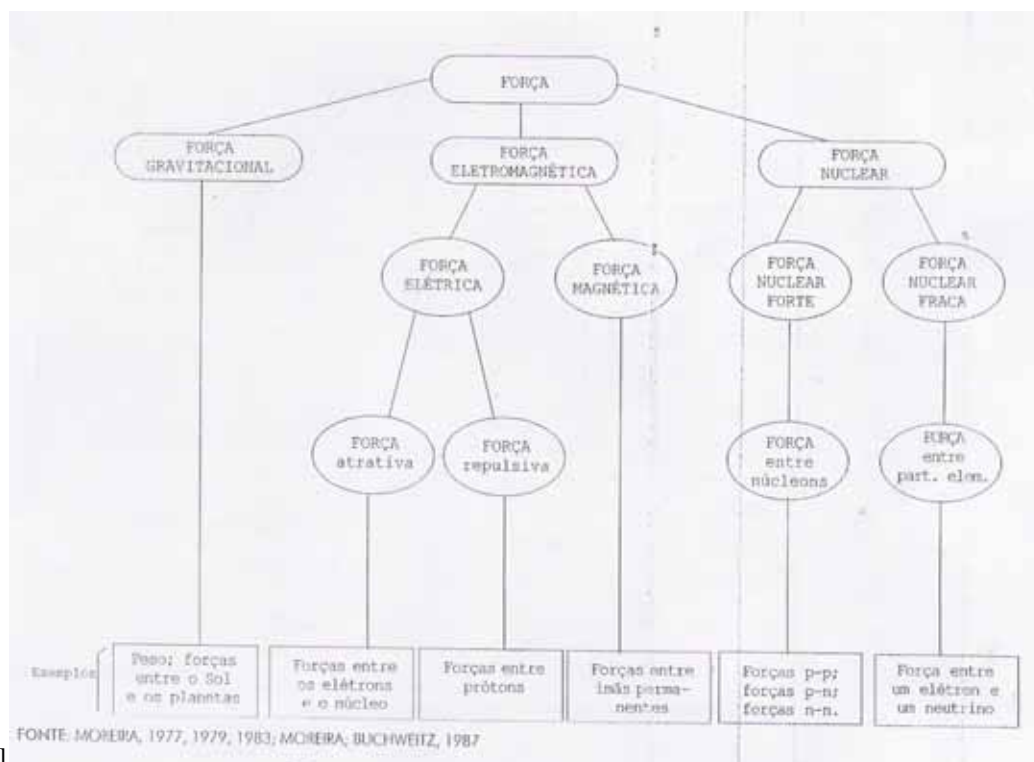 FORÇA
FORÇA
GRAVITACIONAL
FORÇA
ELETROMAGNÉTICA
FORÇA
NUCLEAR
FORÇA
ELÉTRICA
FORÇA
MAGNÉTICA
FORÇA
NUCLEAR
FORTE
FORÇA
NUCLEAR
FRACA
FORÇA
atrativa
FORÇA
repulsiva
FORÇA
entre
núcleons
FORÇA
entre
part. elem.
Exemplos
Peso; forças
entre o Sol
e os planetas
Forças entre
os elétrons
e o núcleo
Forças entre
prótons
Forças entre
imãs perma-
nentes
Forças p-p;
forças p-n;
forças n-n.
Força entre
um elétron e
um neutrino
FONTE: MOREIRA, 1977, 1979, 1983; MOREIRA; BUCHWEITZ, 1987
]